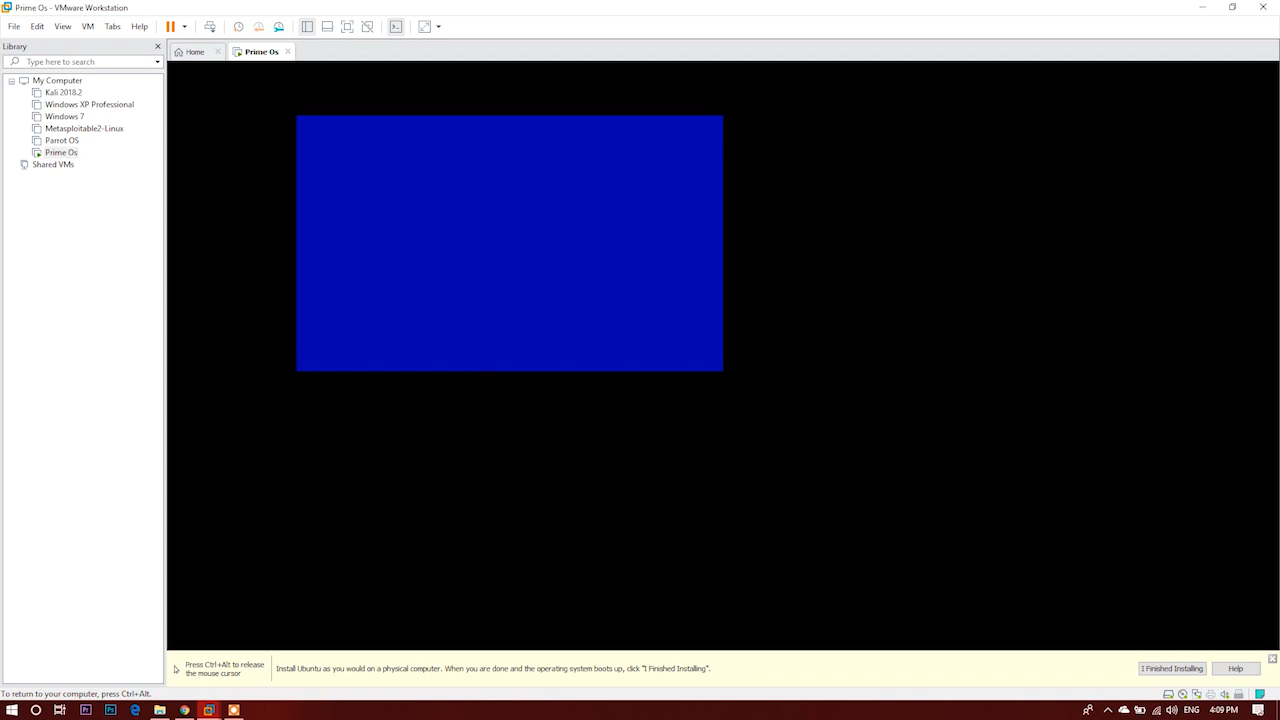 Prime Os - VMware Workstation
File Edit View VM Tabs Help
Library
Type here to search
Home
Prime Os
My Computer
Kali 2018.2
Windows XP Professional
Windows 7
Metasploitable2-Linux
Parrot OS
Prime Os
Shared VMs
Press Ctrl+Alt to release
the mouse cursor
Install Ubuntu as you would on a physical computer. When you are done and the operating system boots up, click "I Finished Installing".
I Finished Installing
Help
To return to your computer, press Ctrl+Alt.
Pr
Ps
ENG
4:09 PM